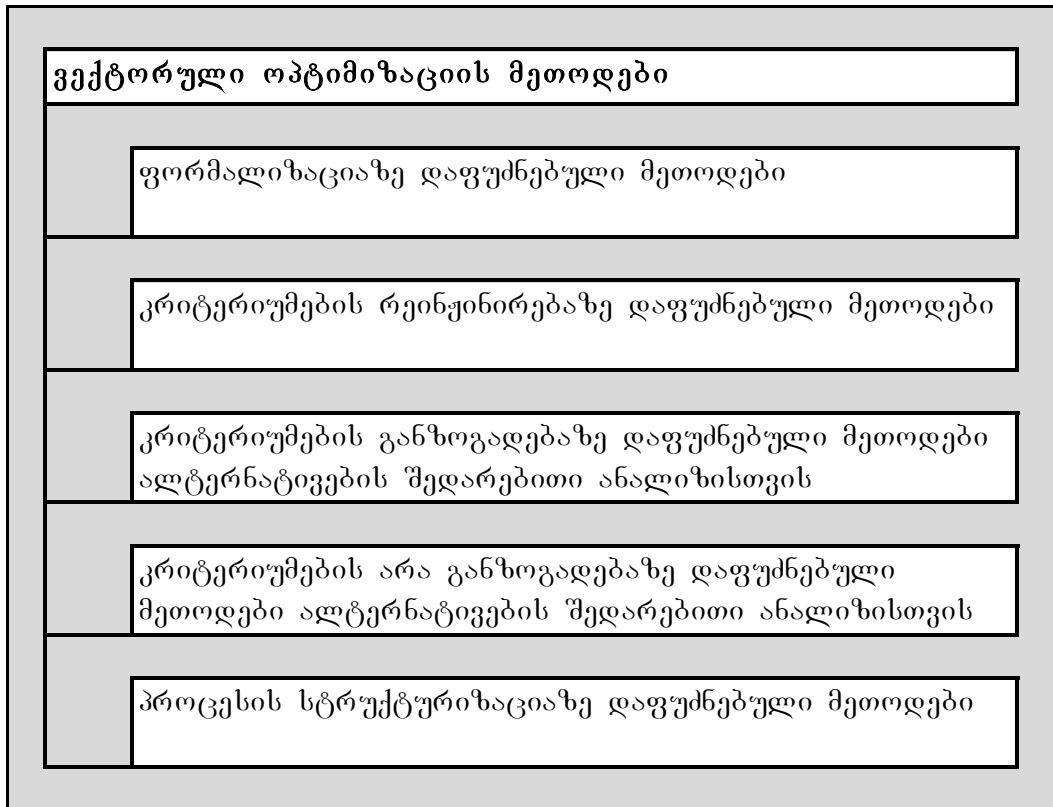 ვექტორული ოპტიმიზაციის მეთოდები
ფორმალიზაციაზე დაფუძნებული მეთოდები
კრიტერიუმების რეინჟინირებაზე დაფუძნებული მეთოდები
კრიტერიუმების განზოგადებაზე დაფუძნებული მეთოდები
ალტერნატივების შედარებითი ანალიზისთვის
კრიტერიუმების არა განზოგადებაზე დაფუძნებული
მეთოდები ალტერნატივების შედარებითი ანალიზისთვის
პროცესის სტრუქტურიზაციაზე დაფუძნებული მეთოდები